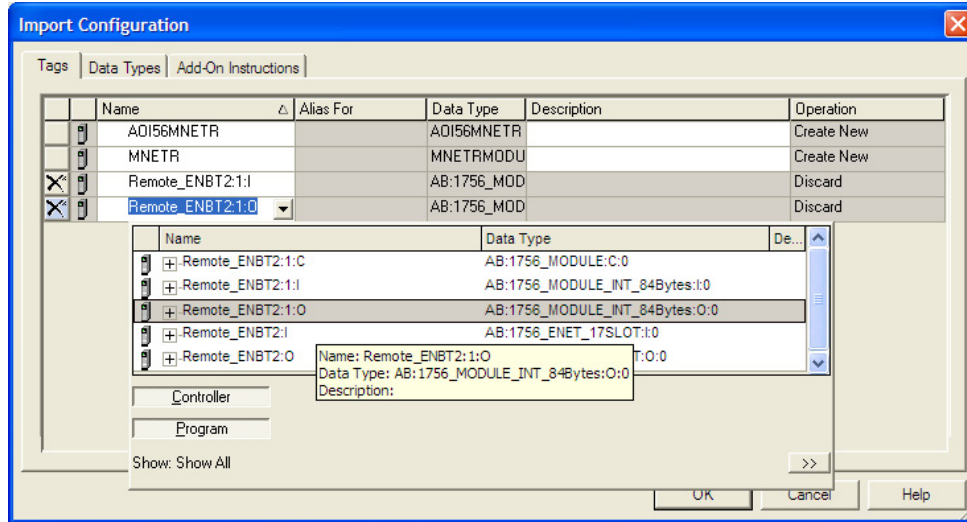 Import Configuration
Tags Data Types Add-On Instructions
Name Alias For Data Type Description Operation
AOI56MNETR AOI56MNETR Create New
MNETR MNETRMODU Create New
Remote_ENBT2:1:I AB:1756_MOD Discard
Remote_ENBT2:1:O AB:1756_MOD Discard
Name Data Type De...
Remote_ENBT2:1:C AB:1756_MODULE:C:0
Remote_ENBT2:1:I AB:1756_MODULE_INT_84Bytes:I:0
Remote_ENBT2:1:O AB:1756_MODULE_INT_84Bytes:O:0
Remote_ENBT2:I AB:1756_ENET_17SLOT:I:0
Remote_ENBT2:O T:O:0
Name: Remote_ENBT2:1:O
Data Type: AB:1756_MODULE_INT_84Bytes:O:0
Description:
Controller
Program
Show: Show All >>
OK Cancel Help